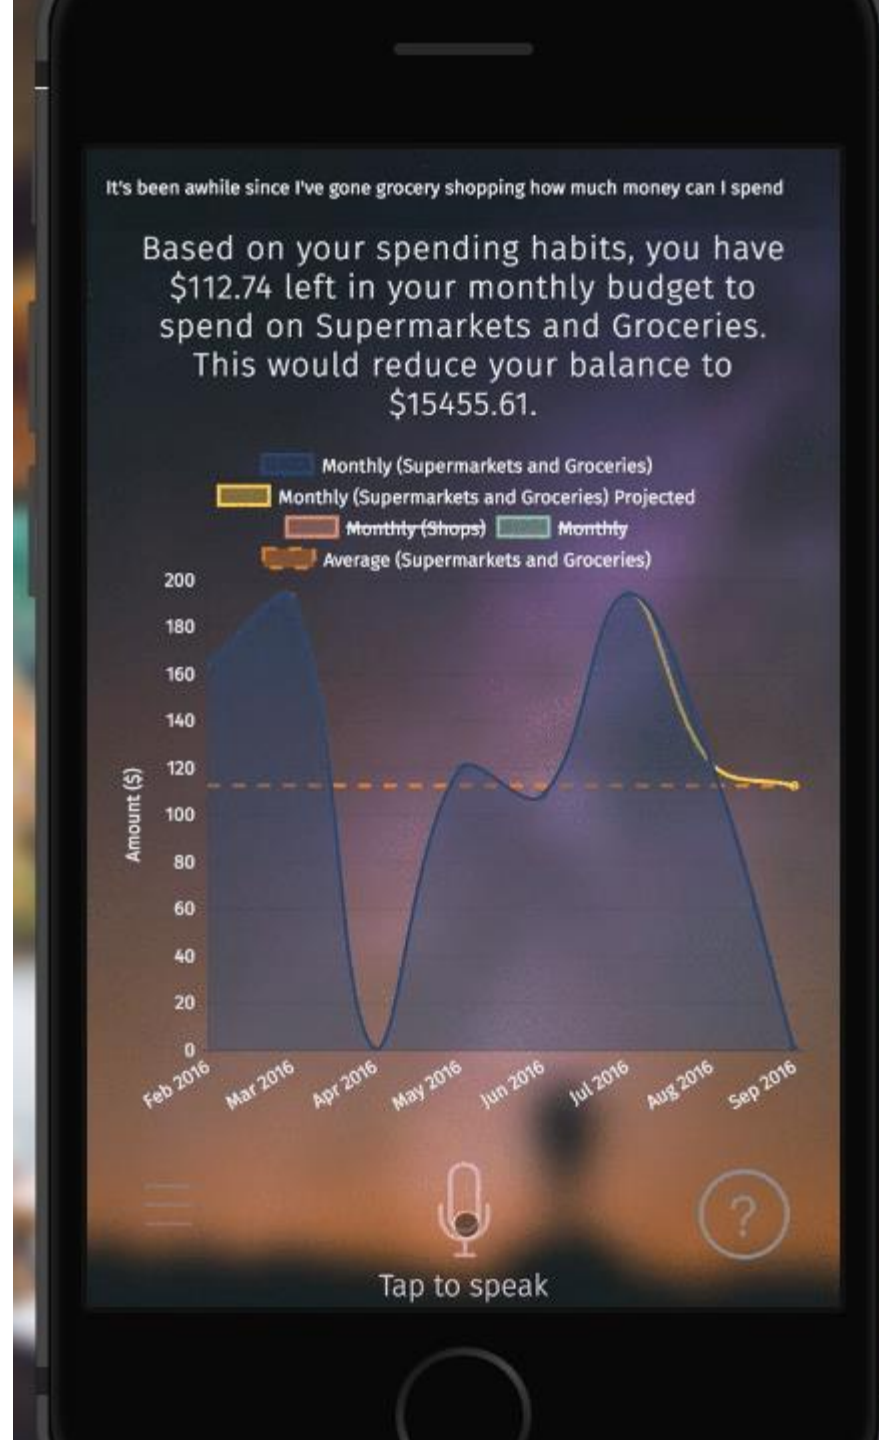 It's been awhile since I've gone grocery shopping how much money can I spend
Based on your spending habits, you have
$112.74 left in your monthly budget to
spend on Supermarkets and Groceries.
This would reduce your balance to
$15455.61.
Monthly (Supermarkets and Groceries)
Monthly (Supermarkets and Groceries) Projected
Monthly (Shops) Monthly
Average (Supermarkets and Groceries)
200
180
160
140
120
100
80
60
40
20
0
Amount ($)
Feb 2016 Mar 2016 Apr 2016 May 2016 Jun 2016 Jul 2016 Aug 2016 Sep 2016
?
Tap to speak